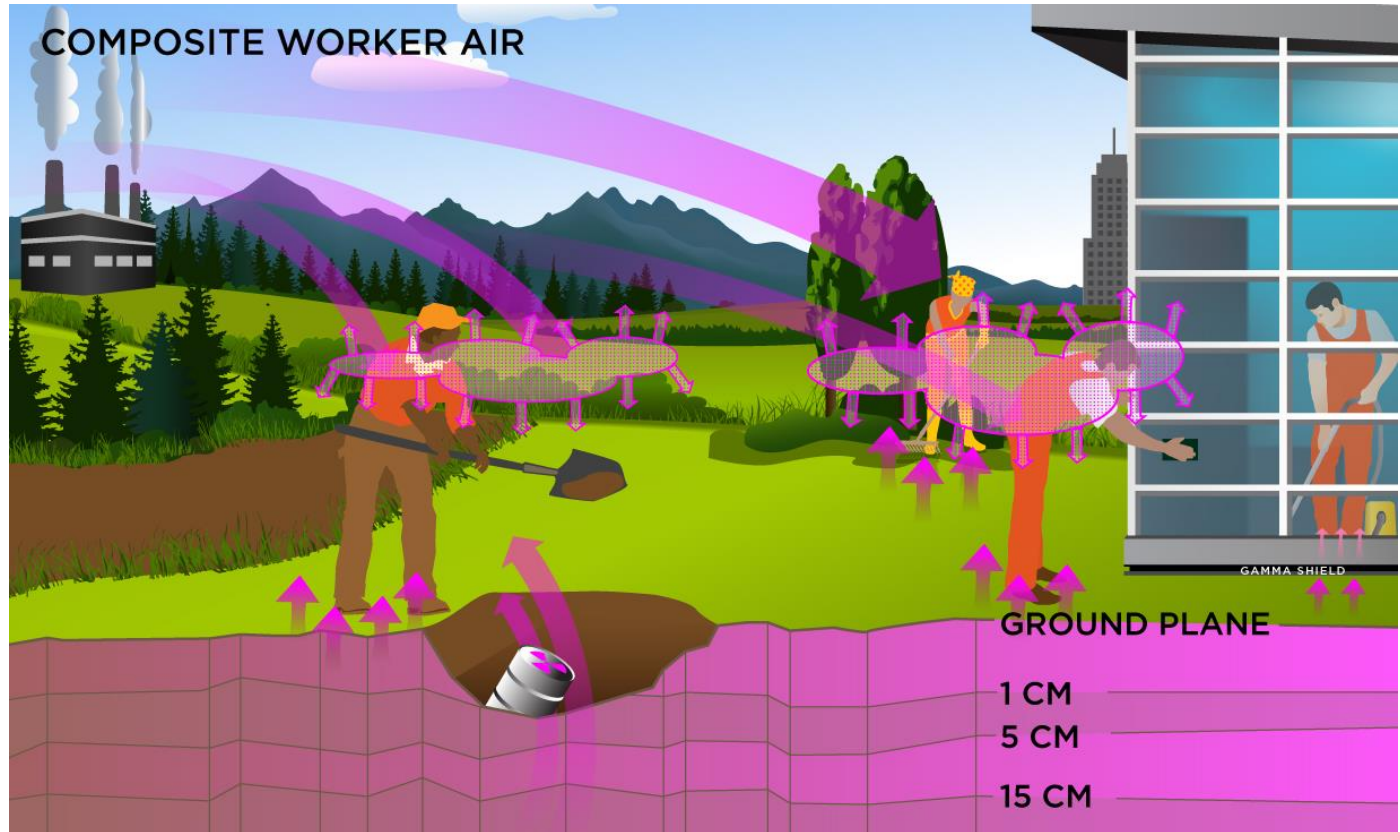 COMPOSITE WORKER AIR
GAMMA SHIELD
GROUND PLANE
1 CM
5 CM
15 CM